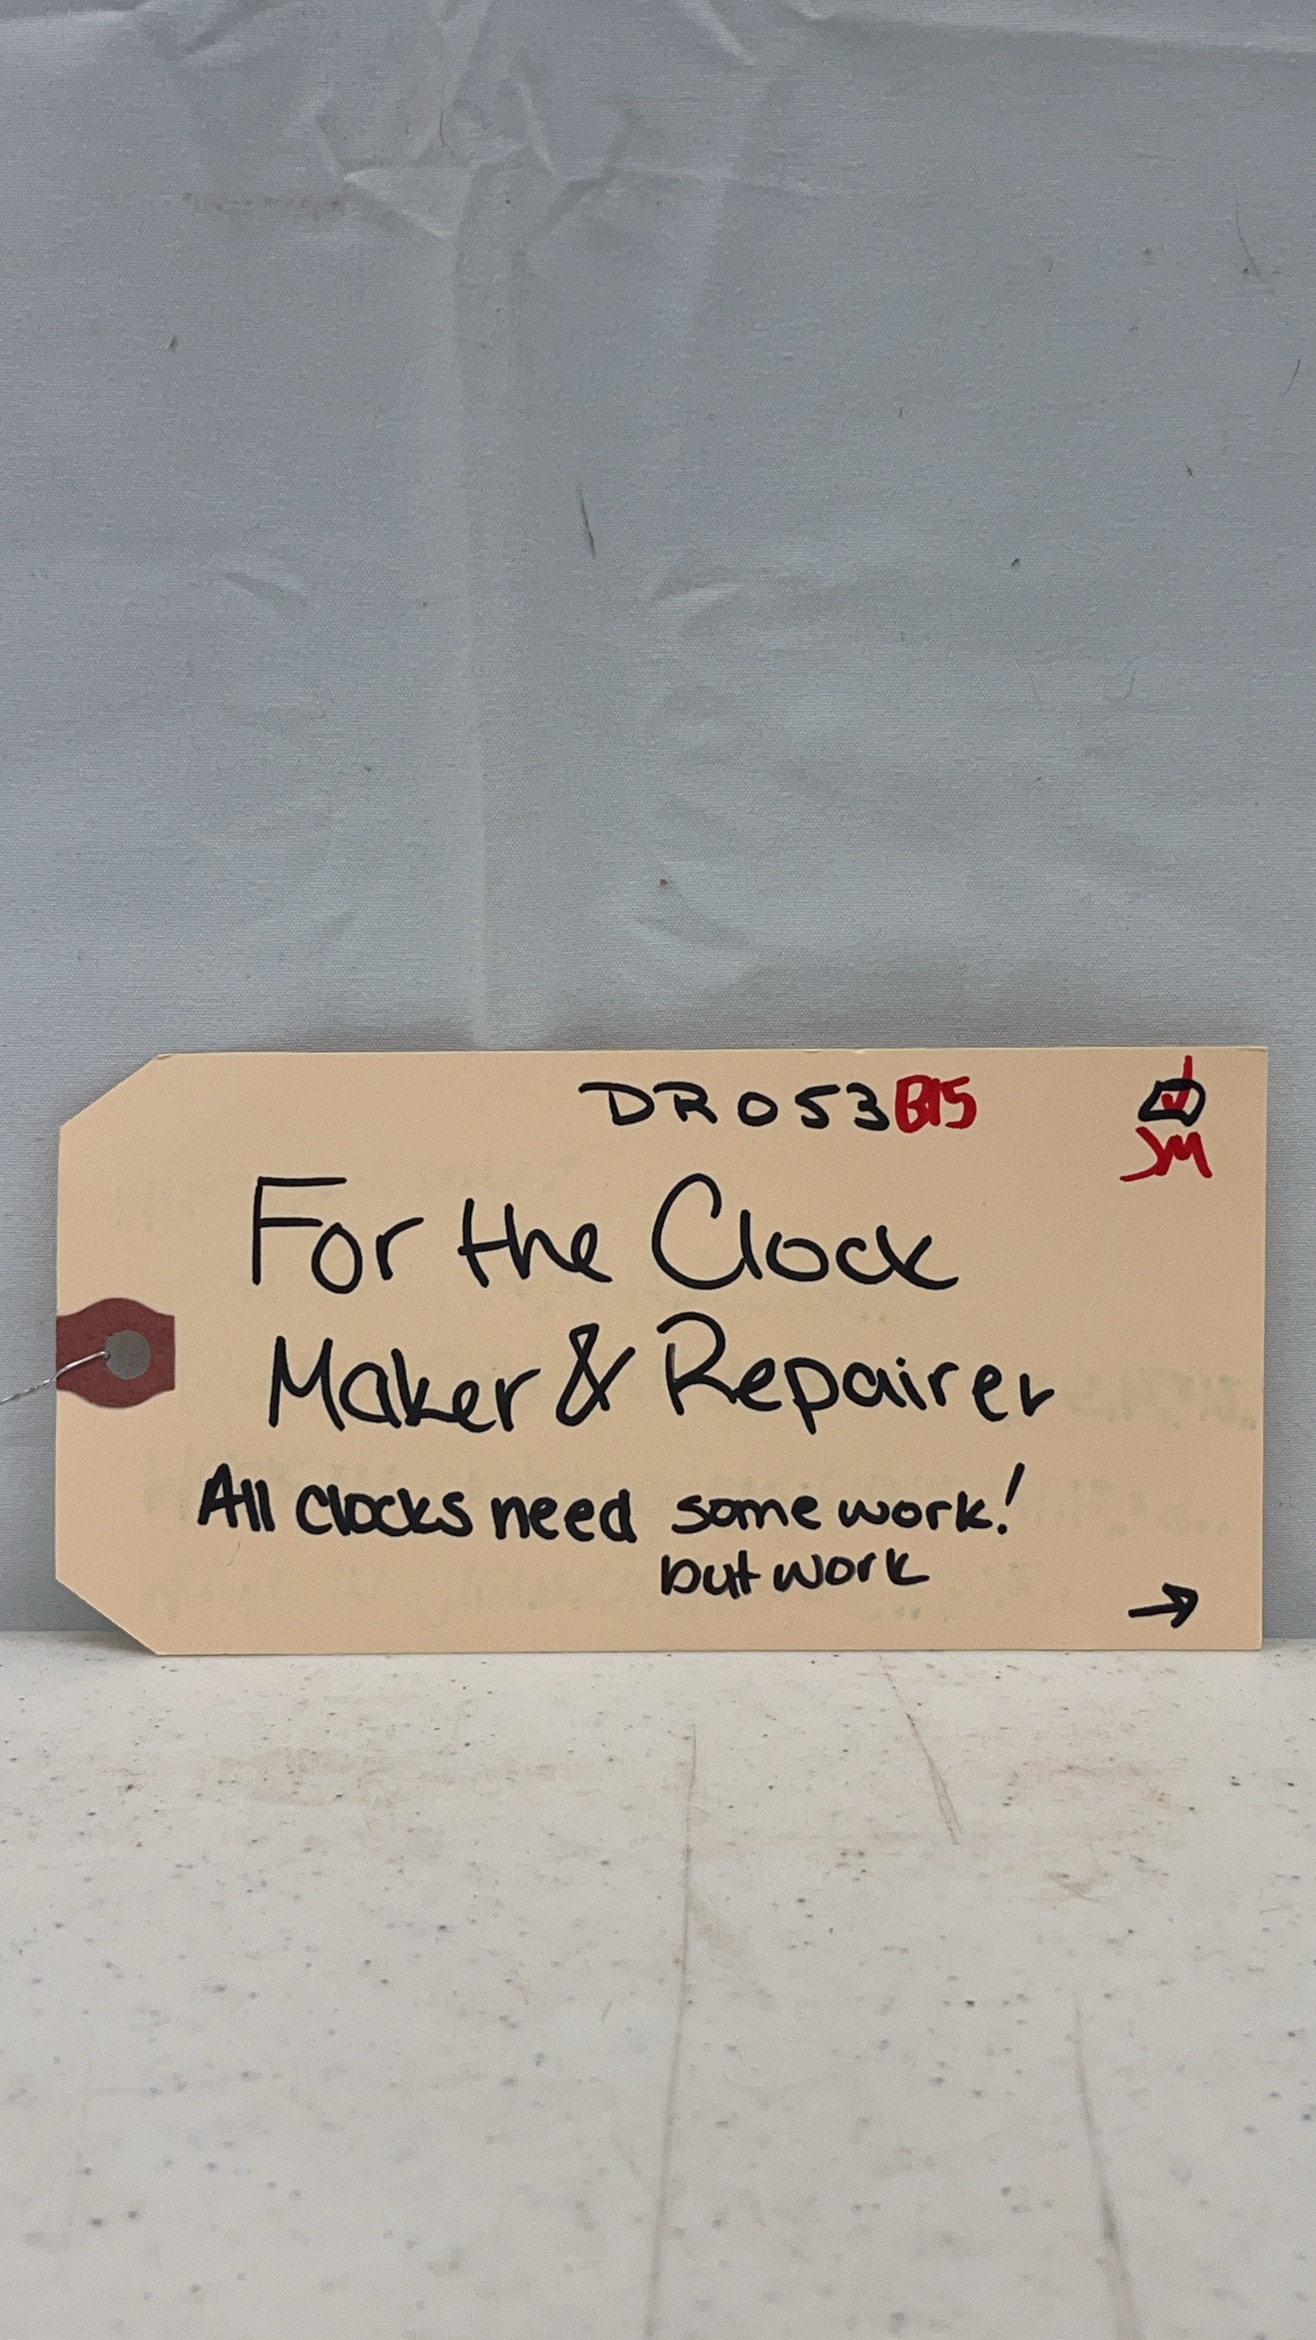 DR053B15
JM
For the Clock
Maker & Repairer
All clocks need some work!
but work
→